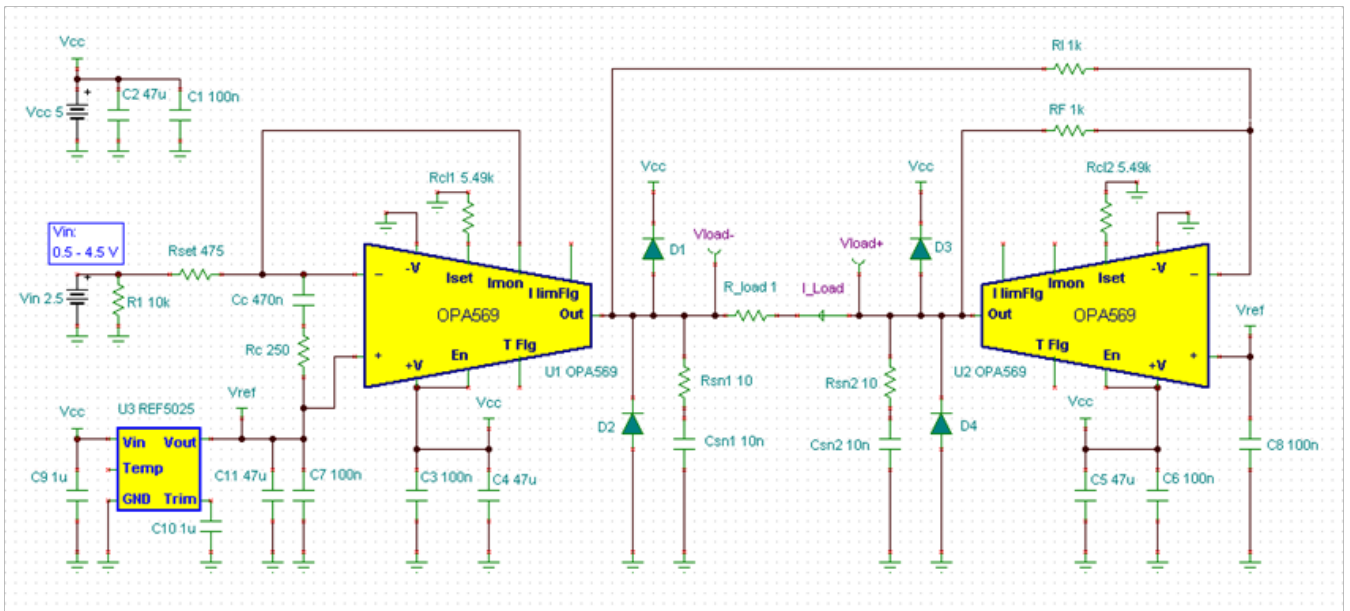 Vcc
Vcc 5
C2 47u
C1 100n
+
Vin:
0.5 - 4.5 V
Vin 2.5
+
R1 10k
Rset 475
Cc 470n
Rc 250
Vref
Vcc
U3 REF5025
Vin
Vout
Temp
GND
Trim
C9 1u
C10 1u
C11 47u
C7 100n
Rcl1 5.49k
-V
Iset
Imon
I limFlg
OPA569
Out
T Flg
En
+V
−
+
U1 OPA569
Vcc
C3 100n
C4 47u
RI 1k
RF 1k
Vcc
D1
D2
Vload-
R_load 1
I_Load
Vload+
Rsn1 10
Csn1 10n
Rsn2 10
Csn2 10n
Vcc
D3
D4
Rcl2 5.49k
-V
Iset
Imon
I limFlg
OPA569
Out
T Flg
En
+V
−
+
U2 OPA569
Vcc
C5 47u
C6 100n
Vref
C8 100n